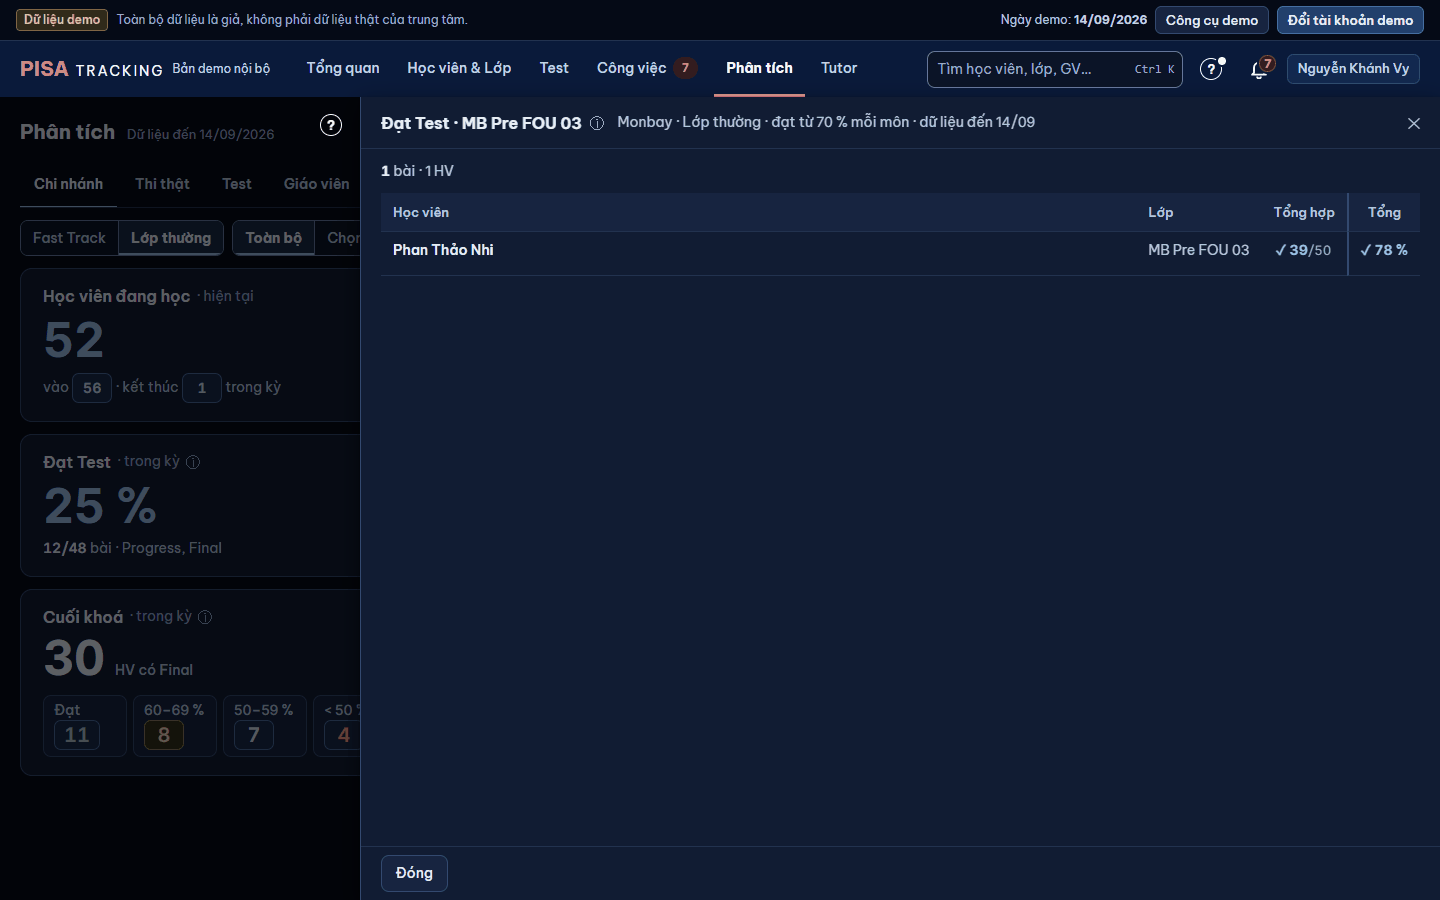 Dữ liệu demo Toàn bộ dữ liệu là giả, không phải dữ liệu thật của trung tâm. Ngày demo: 14/09/2026 Công cụ demo Đổi tài khoản demo
PISA TRACKING Bản demo nội bộ Tổng quan Học viên & Lớp Test Công việc 7 Phân tích Tutor Tìm học viên, lớp, GV... Ctrl K ? 7 Nguyễn Khánh Vy
Phân tích Dữ liệu đến 14/09/2026 ?
Chi nhánh Thi thật Test Giáo viên
Fast Track Lớp thường Toàn bộ
Học viên đang học · hiện tại
52
vào 56 · kết thúc 1 trong kỳ
Đạt Test · trong kỳ
25 %
12/48 bài · Progress, Final
Cuối khoá · trong kỳ
30 HV có Final
Đạt 60–69 % 50–59 % < 50
11 8 7 4
Đạt Test · MB Pre FOU 03 Monbay · Lớp thường · đạt từ 70 % mỗi môn · dữ liệu đến 14/09
1 bài · 1 HV
Học viên Lớp Tổng hợp Tổng
Phan Thảo Nhi MB Pre FOU 03 ✓ 39/50 ✓ 78 %
Đóng